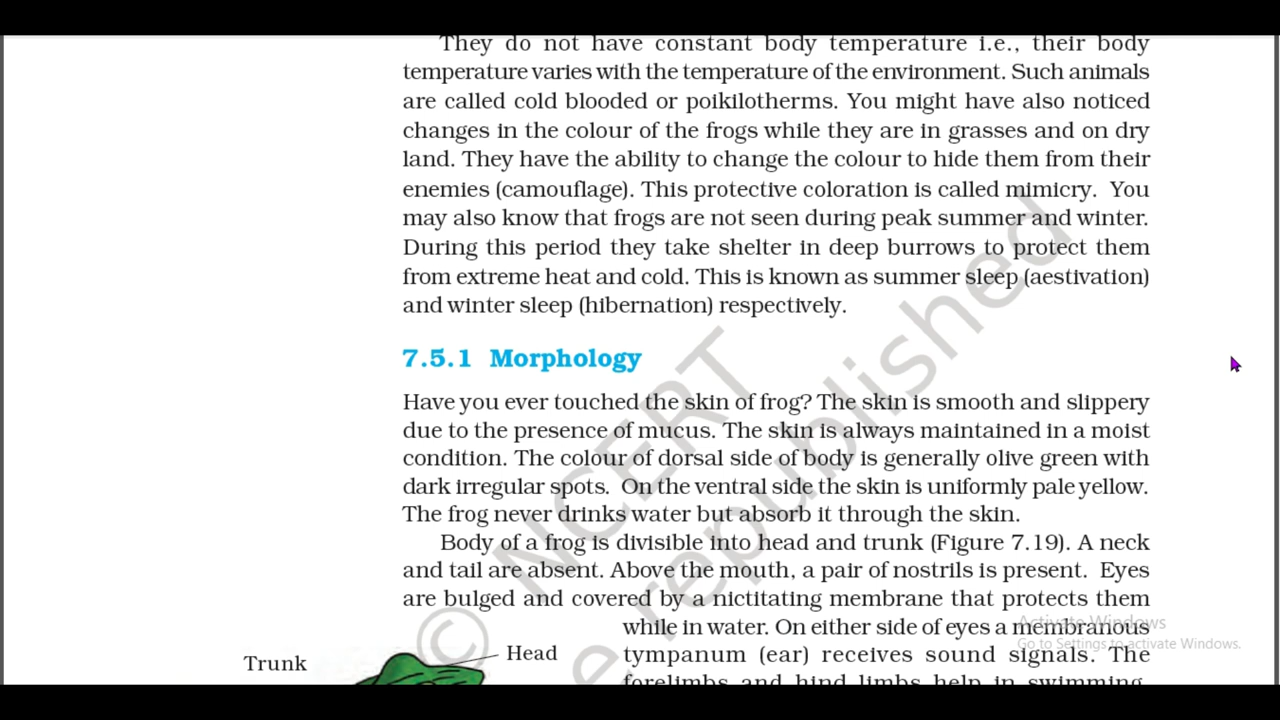 They do not have constant body temperature i.e., their body
temperature varies with the temperature of the environment. Such animals
are called cold blooded or poikilotherms. You might have also noticed
changes in the colour of the frogs while they are in grasses and on dry
land. They have the ability to change the colour to hide them from their
enemies (camouflage). This protective coloration is called mimicry. You
may also know that frogs are not seen during peak summer and winter.
During this period they take shelter in deep burrows to protect them
from extreme heat and cold. This is known as summer sleep (aestivation)
and winter sleep (hibernation) respectively.
7.5.1 Morphology
Have you ever touched the skin of frog? The skin is smooth and slippery
due to the presence of mucus. The skin is always maintained in a moist
condition. The colour of dorsal side of body is generally olive green with
dark irregular spots. On the ventral side the skin is uniformly pale yellow.
The frog never drinks water but absorb it through the skin.
Body of a frog is divisible into head and trunk (Figure 7.19). A neck
and tail are absent. Above the mouth, a pair of nostrils is present. Eyes
are bulged and covered by a nictitating membrane that protects them
while in water. On either side of eyes a membranous
tympanum (ear) receives sound signals. The
forelimbs and hind limbs help in swimming,
Trunk
Head
© NCERT
e republished
Activate Windows
Go to Settings to activate Windows.